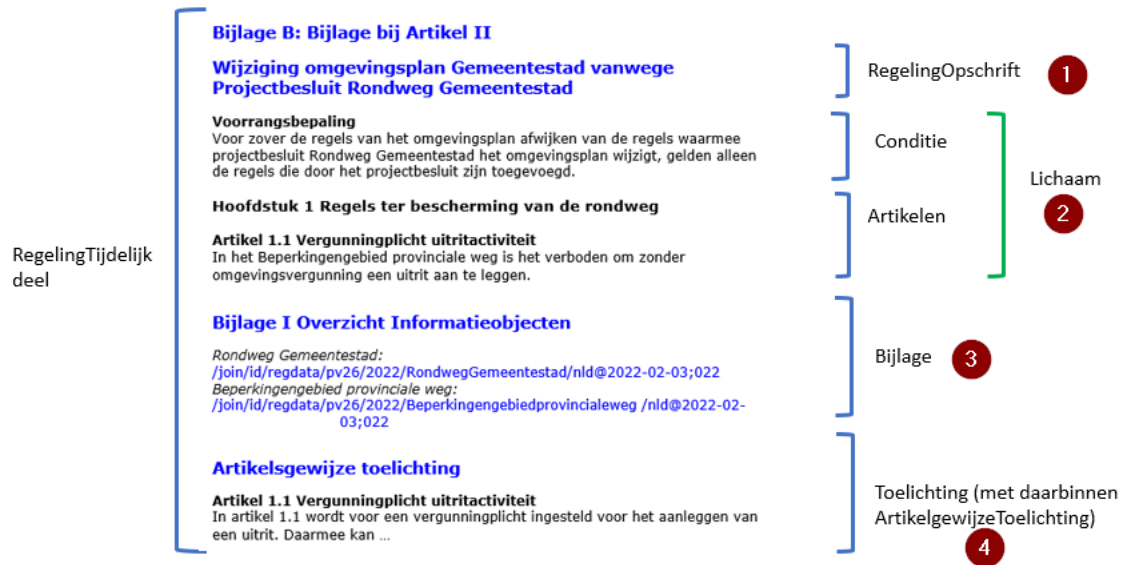 Bijlage B: Bijlage bij Artikel II
Wijziging omgevingsplan Gemeentestad vanwege
Projectbesluit Rondweg Gemeentestad
RegelingOpschrift
1
Voorrangsbepaling
Voor zover de regels van het omgevingsplan afwijken van de regels waarmee
projectbesluit Rondweg Gemeentestad het omgevingsplan wijzigt, gelden alleen
de regels die door het projectbesluit zijn toegevoegd.
Conditie
Lichaam
2
Hoofdstuk 1 Regels ter bescherming van de rondweg
Artikelen
Artikel 1.1 Vergunningplicht uitritactiviteit
In het Beperkingengebied provinciale weg is het verboden om zonder
omgevingsvergunning een uitrit aan te leggen.
RegelingTijdelijk
deel
Bijlage I Overzicht Informatieobjecten
Rondweg Gemeentestad:
/join/id/regdata/pv26/2022/RondwegGemeentestad/nld@2022-02-03;022
Beperkingengebied provinciale weg:
/join/id/regdata/pv26/2022/Beperkingengebiedprovincialeweg /nld@2022-02-
03;022
Bijlage
3
Artikelsgewijze toelichting
Artikel 1.1 Vergunningplicht uitritactiviteit
In artikel 1.1 wordt voor een vergunningplicht ingesteld voor het aanleggen van
een uitrit. Daarmee kan ...
Toelichting (met daarbinnen
ArtikelgewijzeToelichting)
4